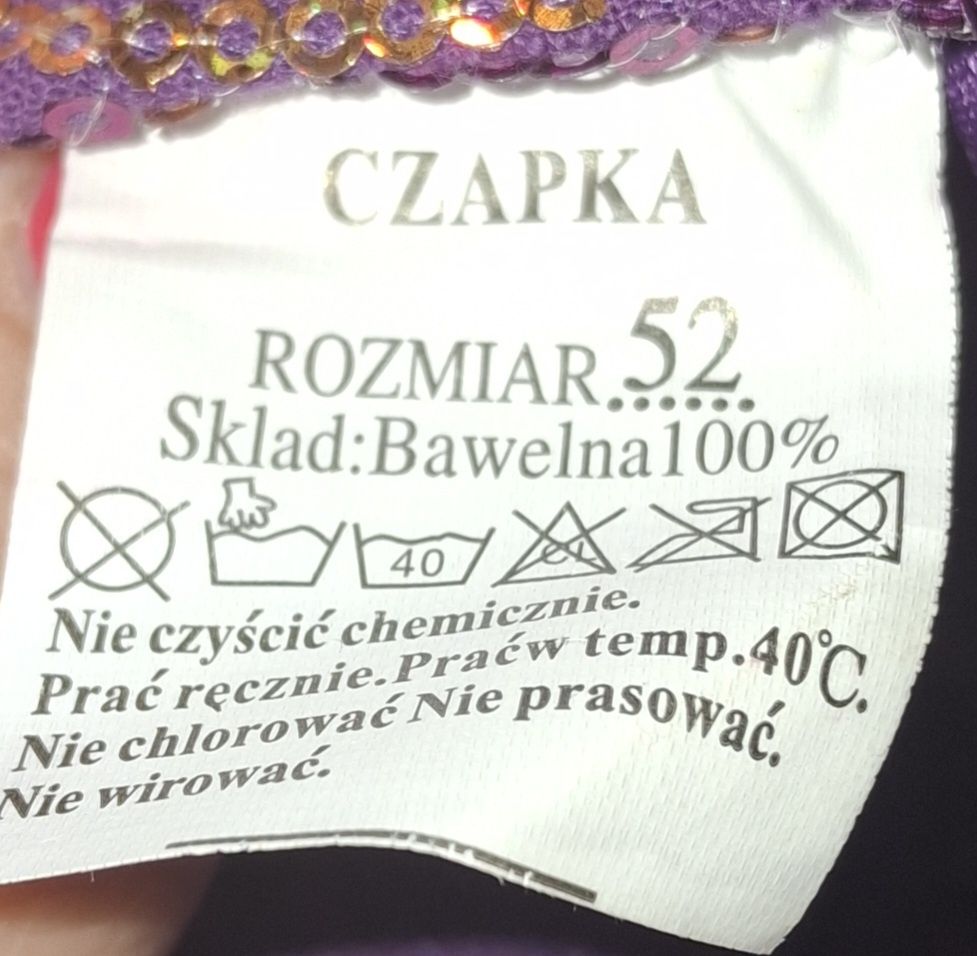 CZAPKA
ROZMIAR.52
Sklad:Bawelna100%
40 CL
Nie czyścić chemicznie.
Prać ręcznie.Praćw temp.40°C.
Nie chlorować Nie prasować.
Nie wirować.